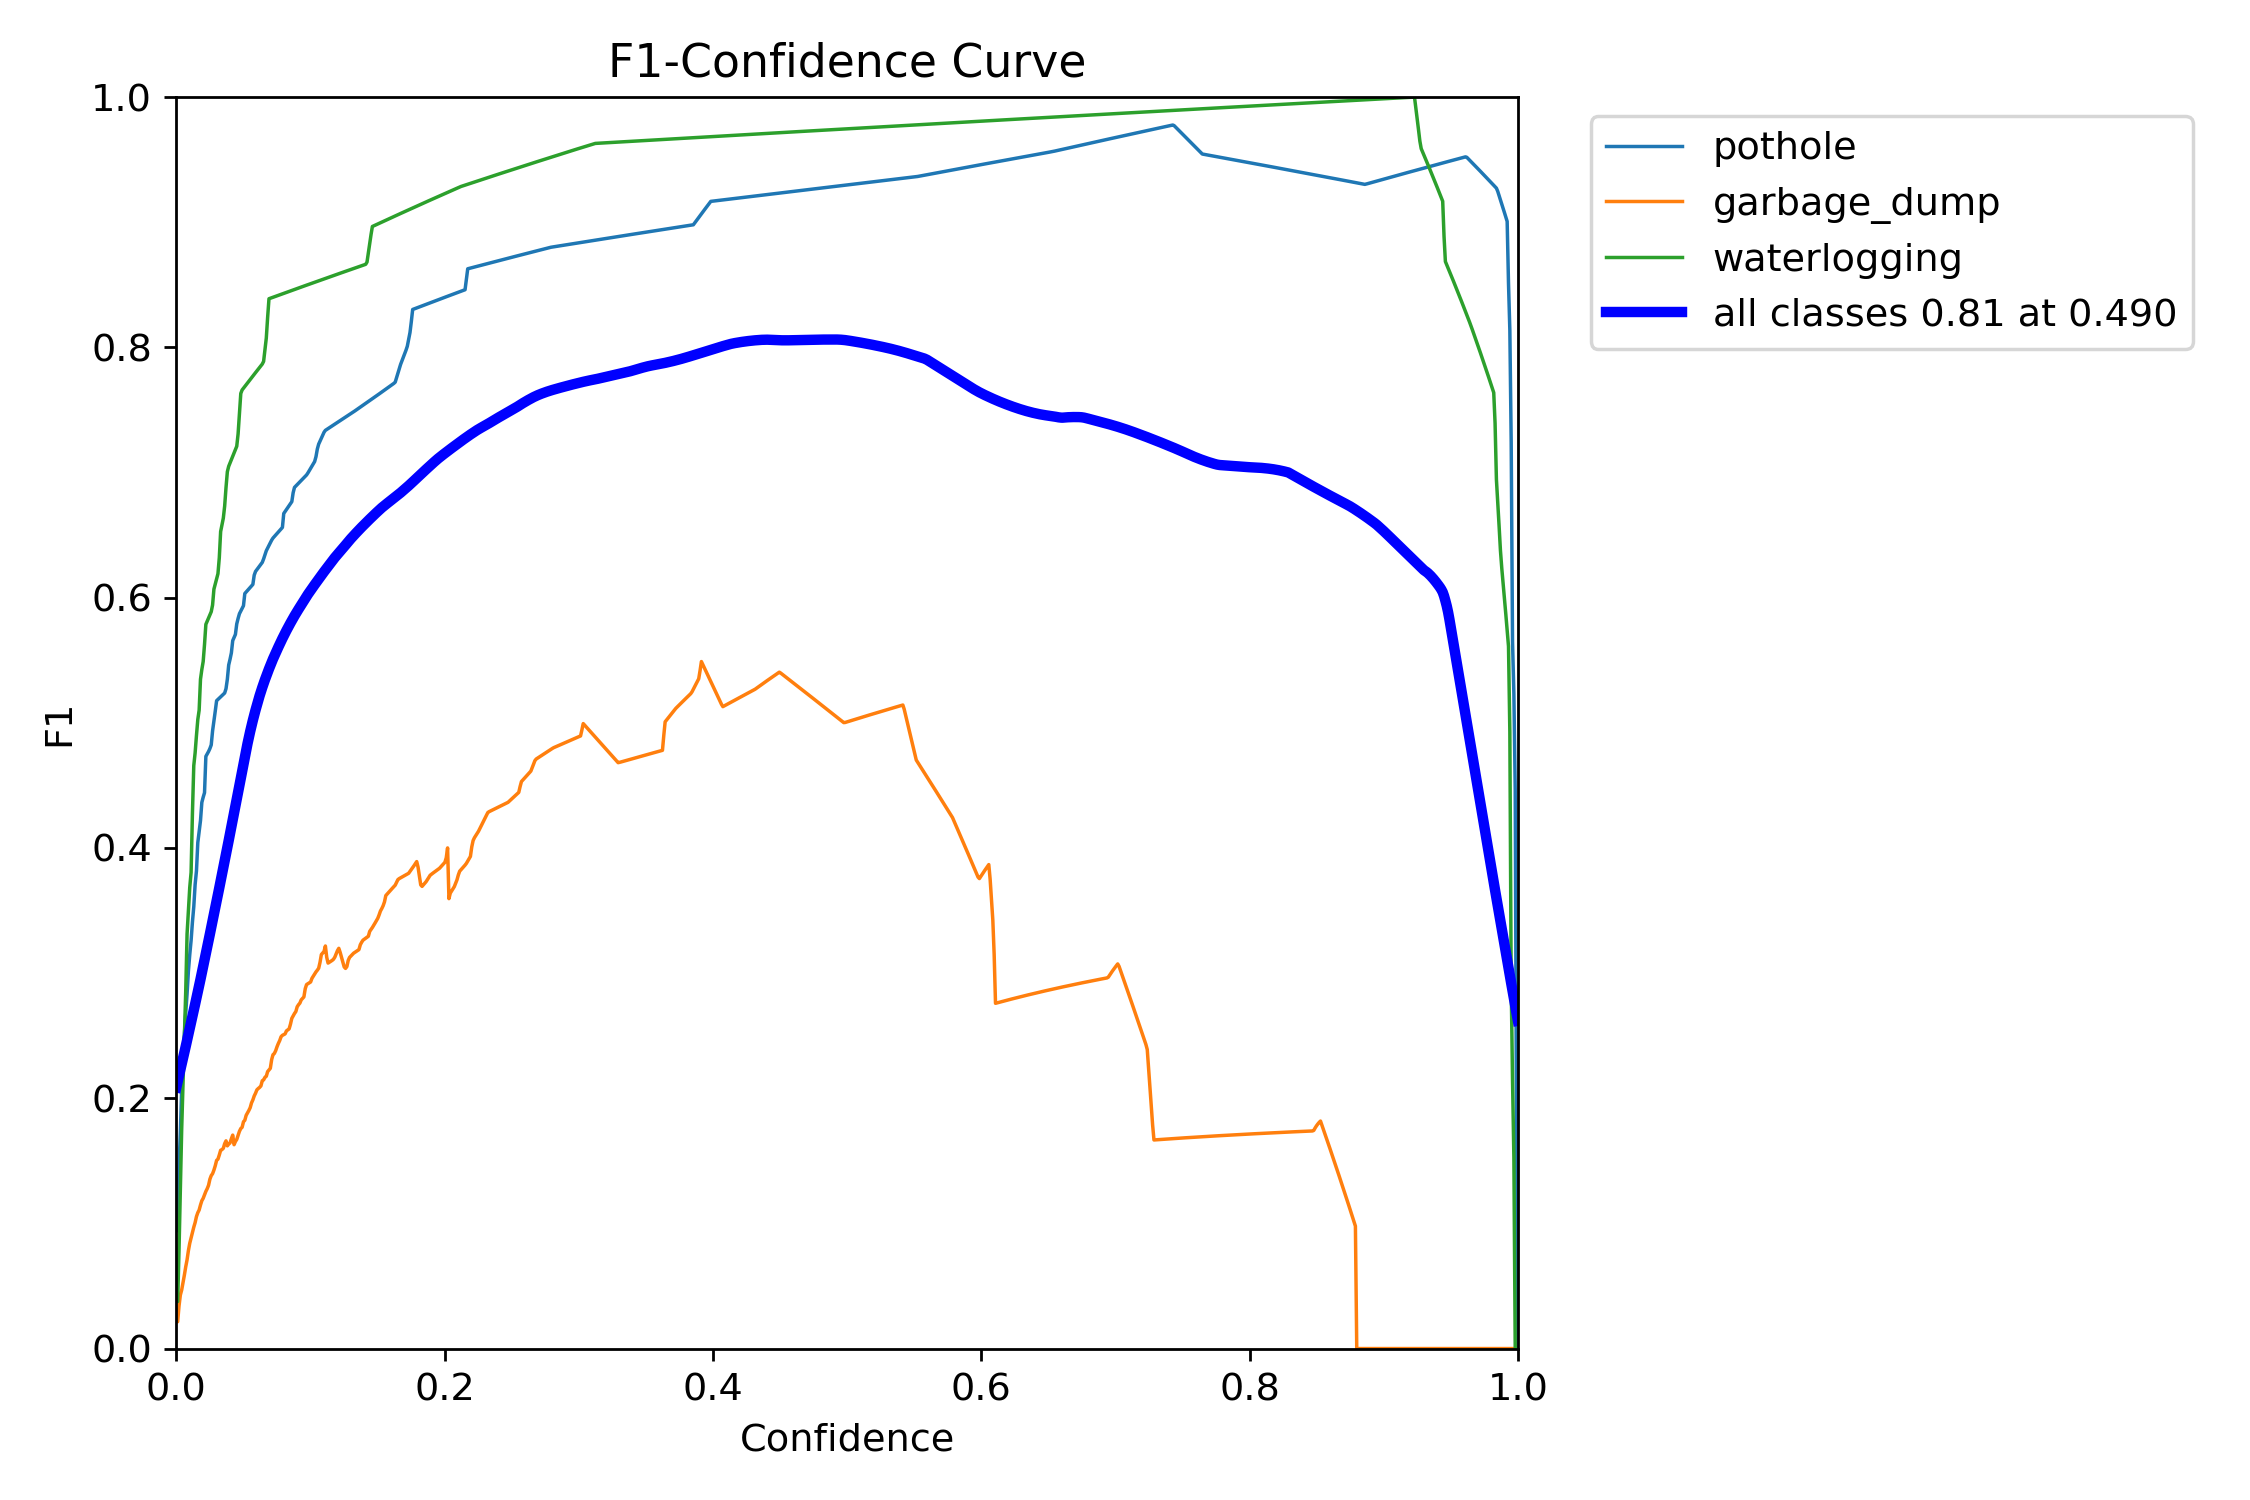 F1-Confidence Curve
1.0
0.8
0.6
0.4
0.2
0.0
F1
0.0 0.2 0.4 0.6 0.8 1.0
Confidence
pothole
garbage_dump
waterlogging
all classes 0.81 at 0.490